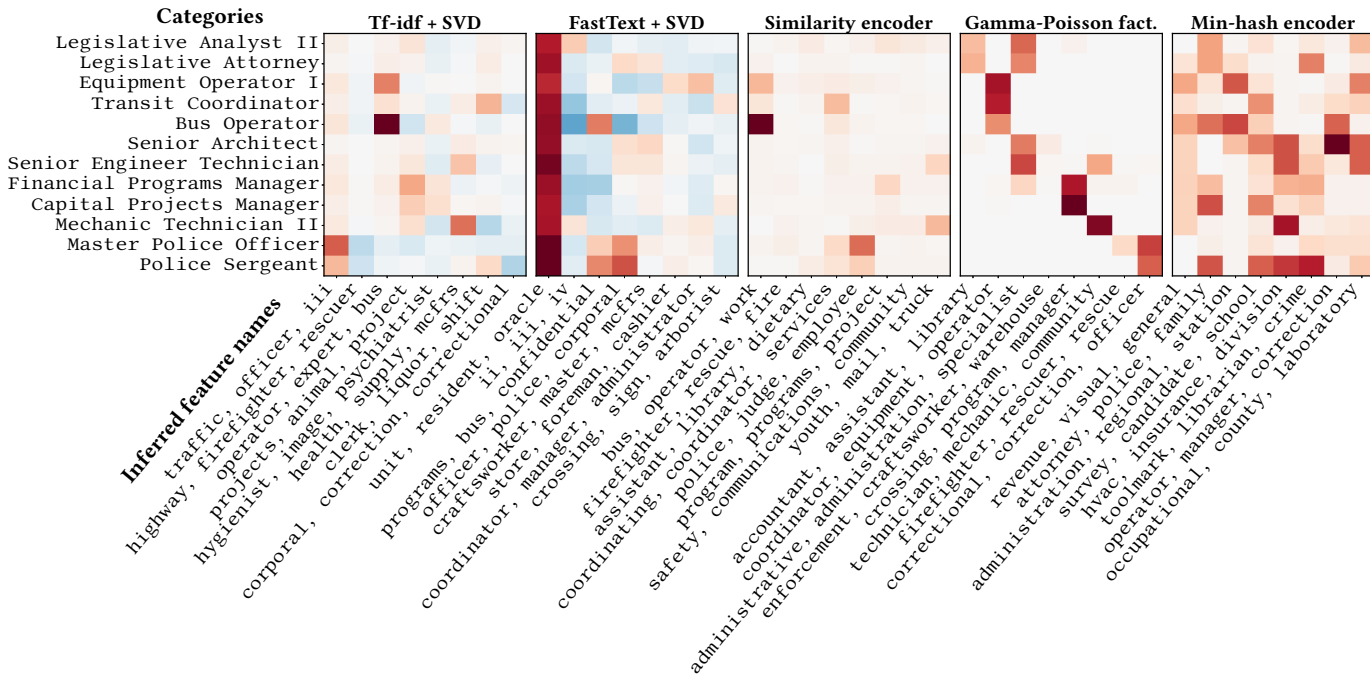 Categories
Tf-idf + SVD
FastText + SVD
Similarity encoder
Gamma-Poisson fact.
Min-hash encoder
Legislative Analyst II
Legislative Attorney
Equipment Operator I
Transit Coordinator
Bus Operator
Senior Architect
Senior Engineer Technician
Financial Programs Manager
Capital Projects Manager
Mechanic Technician II
Master Police Officer
Police Sergeant
Inferred feature names
traffic, officer, iii
firefighter, rescuer
highway, operator, expert, bus
projects, animal, project
hygienist, image, psychiatrist
health, supply, mcfrs
clerk, liquor, shift
corporal, correction, correctional
unit, resident, oracle
ii, iii, iv
programs, bus, confidential
officer, police, corporal
craftsworker, master, mcfrs
store, foreman, cashier
coordinator, manager, administrator
crossing, sign, arborist
bus, operator, work
firefighter, rescue, fire
assistant, library, dietary
coordinating, coordinator, services
police, judge, employee
program, programs, project
safety, communications, community
youth, mail, truck
accountant, assistant, library
coordinator, equipment, operator
administrative, administration, specialist
enforcement, craftsworker, warehouse
crossing, program, manager
technician, mechanic, community
firefighter, rescuer, rescue
correctional, correction, officer
revenue, visual, general
attorney, police, family
administration, regional, station
survey, candidate, school
hvac, insurance, division
toolmark, librarian, crime
operator, manager, correction
occupational, county, laboratory